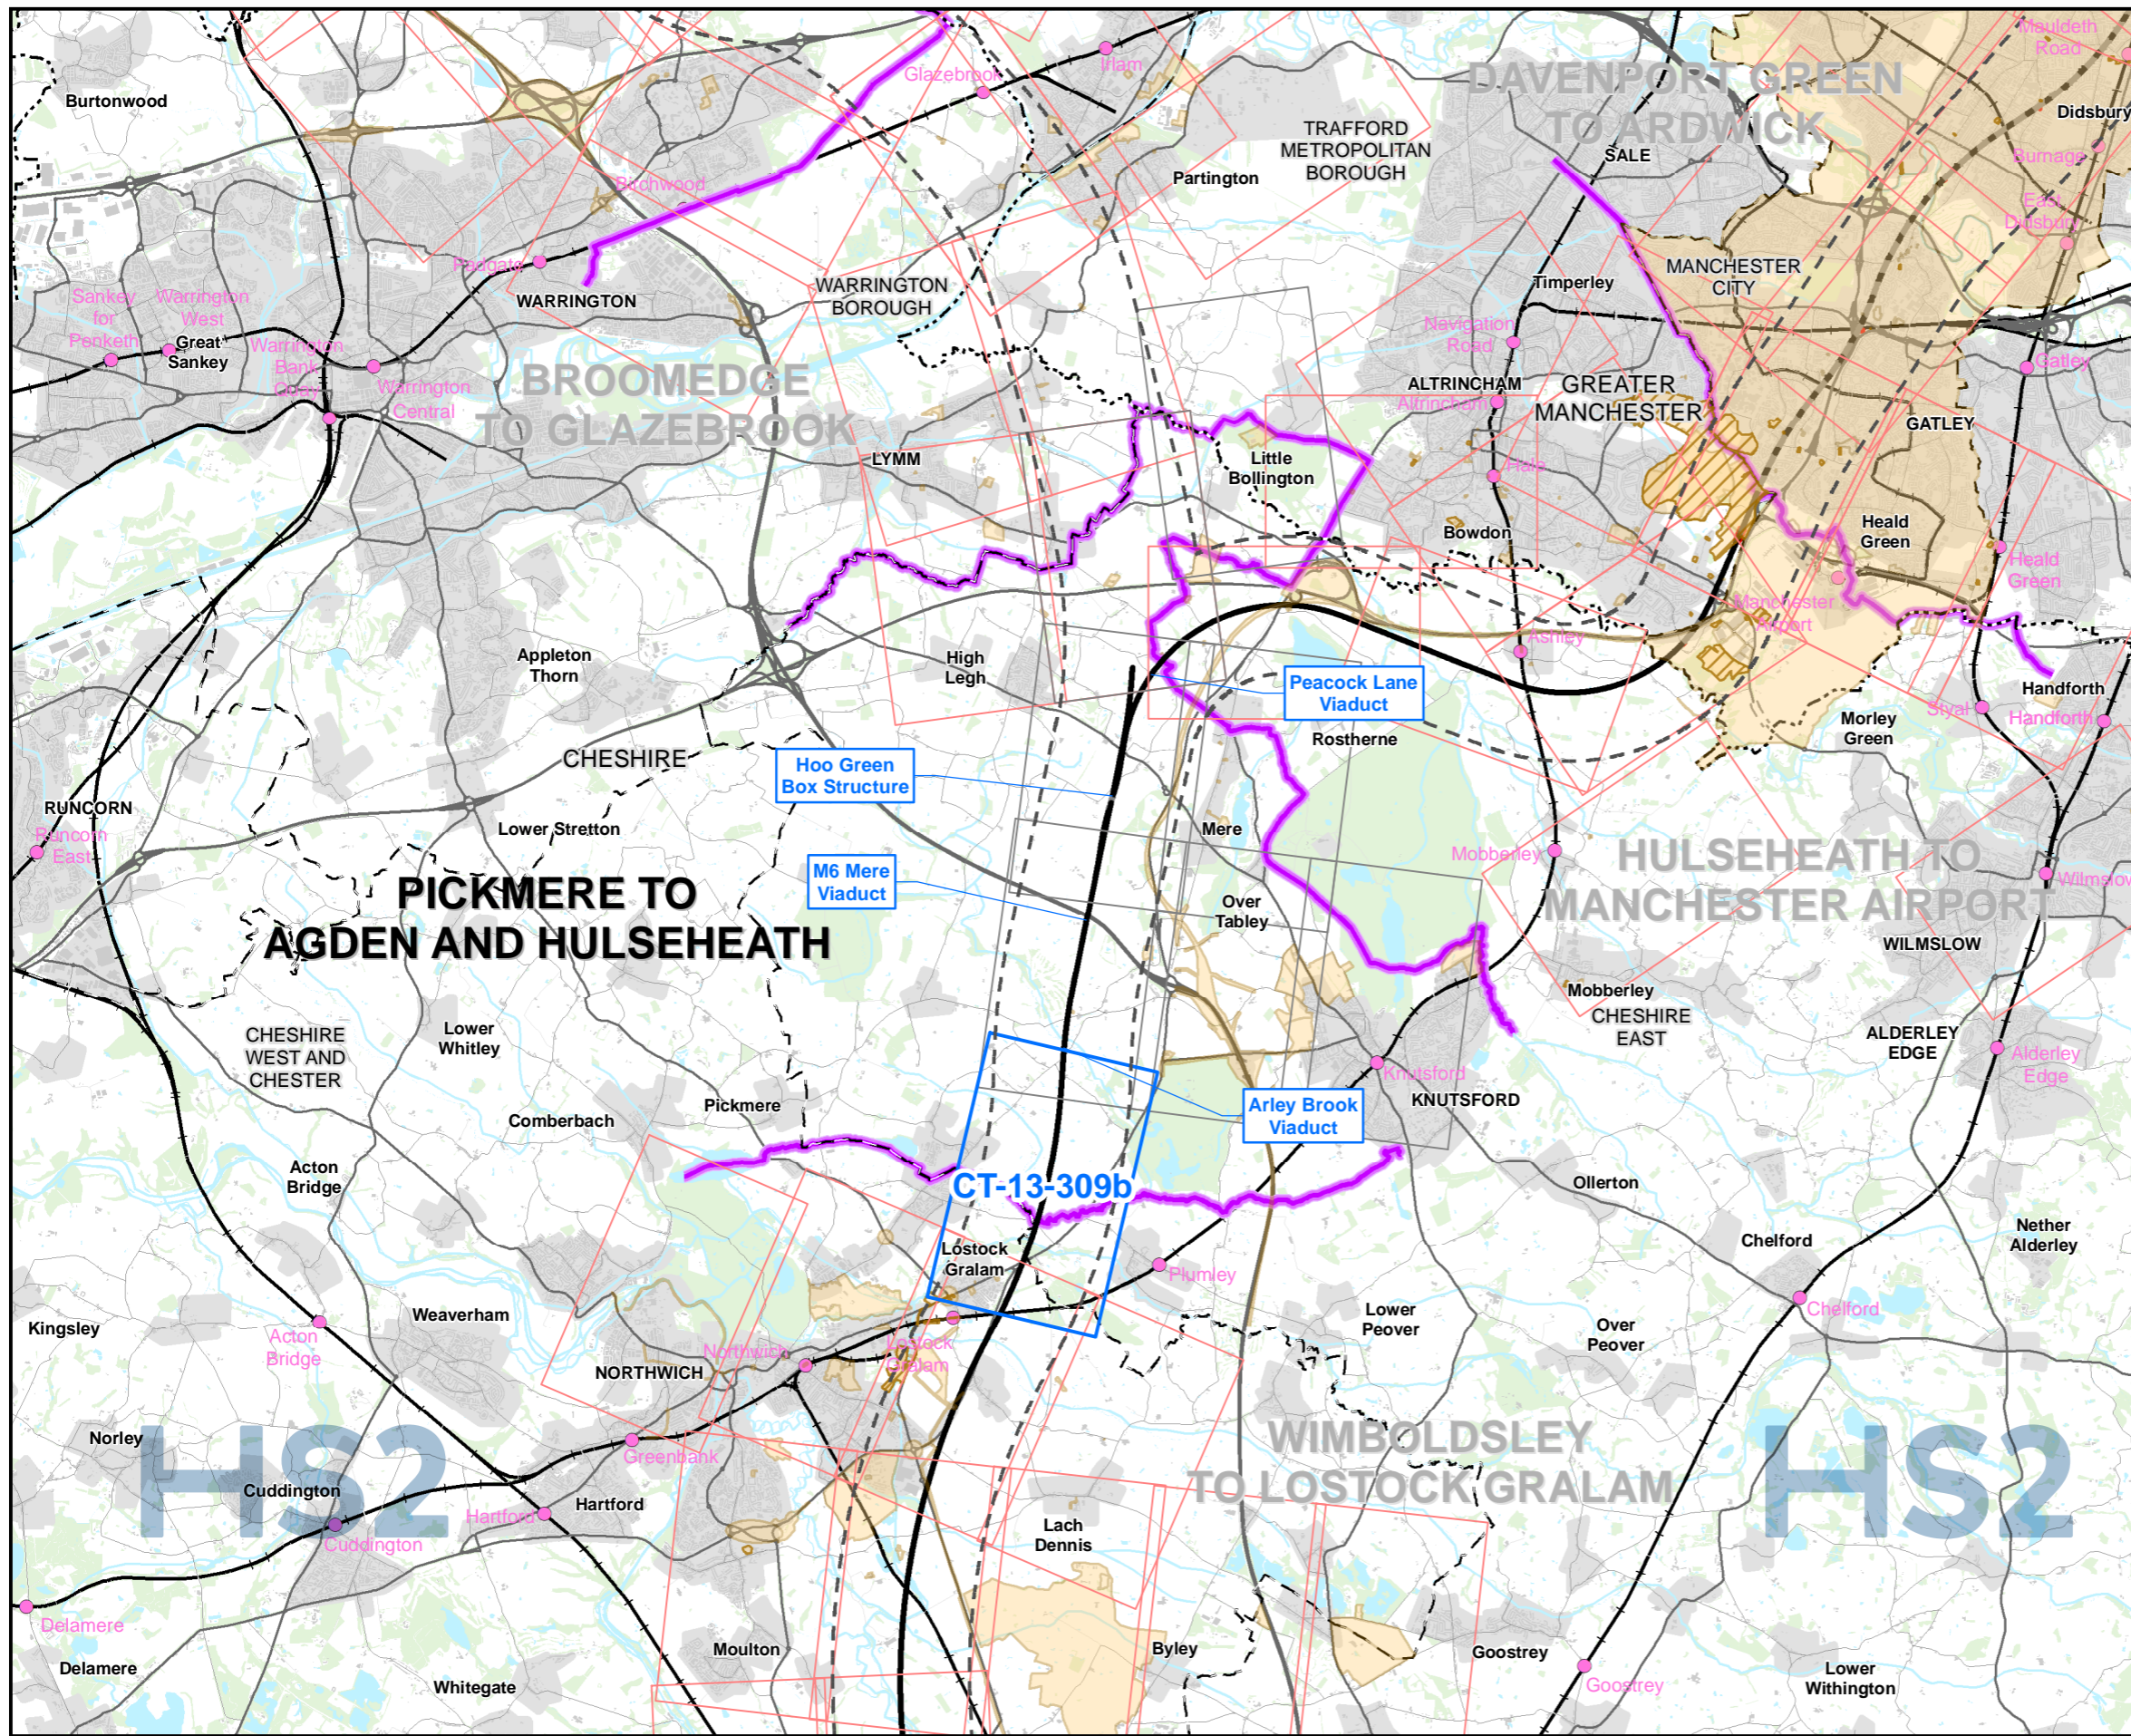 Mauldeth
Road
Irlam
Glazebrook
DAVENPORT GREEN
TO ARDWICK
Burtonwood
Didsbury
TRAFFORD
METROPOLITAN
BOROUGH
SALE
Burnage
Birchwood
Partington
East
Didsbury
Padgate
WARRINGTON
WARRINGTON
BOROUGH
MANCHESTER
CITY
Timperley
Sankey
for
Penketh
Warrington
West
Great
Sankey
Warrington
Bank
Quay
Warrington
Central
Navigation
Road
Gatley
BROOMEDGE
TO GLAZEBROOK
ALTRINCHAM
Altrincham
GREATER
MANCHESTER
GATLEY
LYMM
Little
Bollington
Hale
Bowdon
Heald
Green
Heald
Green
Manchester
Airport
Ashley
Appleton
Thorn
High
Legh
Peacock Lane
Viaduct
Rostherne
Handforth
Styal
Handforth
Morley
Green
CHESHIRE
Hoo Green
Box Structure
RUNCORN
Runcorn
East
Lower Stretton
Mere
Mobberley
HULSEHEATH TO
MANCHESTER AIRPORT
Wilmslow
M6 Mere
Viaduct
PICKMERE TO
AGDEN AND HULSEHEATH
Over
Tabley
WILMSLOW
Mobberley
CHESHIRE
EAST
CHESHIRE
WEST AND
CHESTER
Lower
Whitley
ALDERLEY
EDGE
Alderley
Edge
Knutsford
KNUTSFORD
Arley Brook
Viaduct
Pickmere
Comberbach
Acton
Bridge
CT-13-309b
Ollerton
Nether
Alderley
Chelford
Lostock
Gralam
Plumley
Weaverham
Kingsley
Acton
Bridge
Lower
Peover
Over
Peover
Chelford
Northwich
Lostock
Gralam
NORTHWICH
Norley
HS2
Greenbank
WIMBOLDSLEY
TO LOSTOCK GRALAM
HS2
Cuddington
Hartford
Hartford
Cuddington
Lach
Dennis
Delamere
Delamere
Moulton
Byley
Goostrey
Goostrey
Whitegate
Lower
Withington